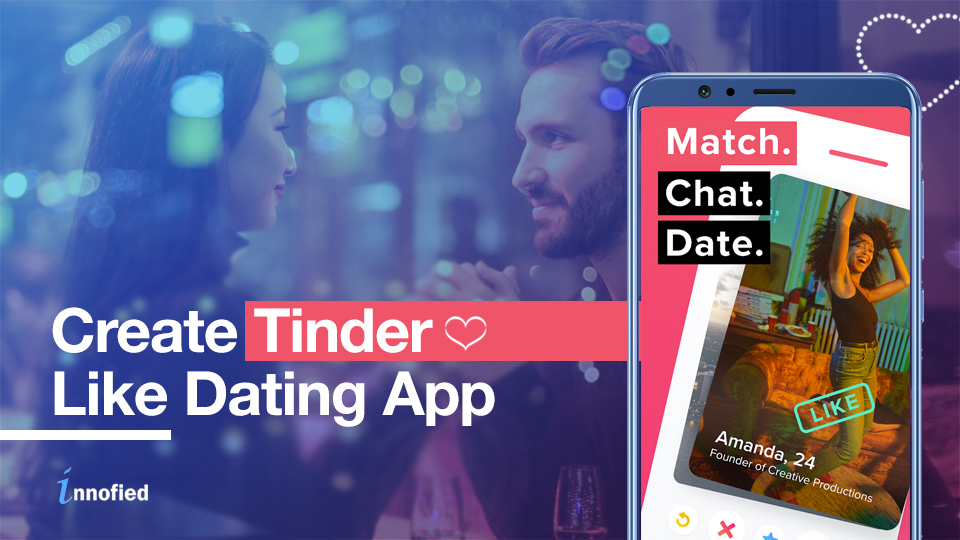 Create Tinder
Like Dating App
innofied
Match.
Chat.
Date.
LIKE
Amanda, 24
Founder of Creative Productions